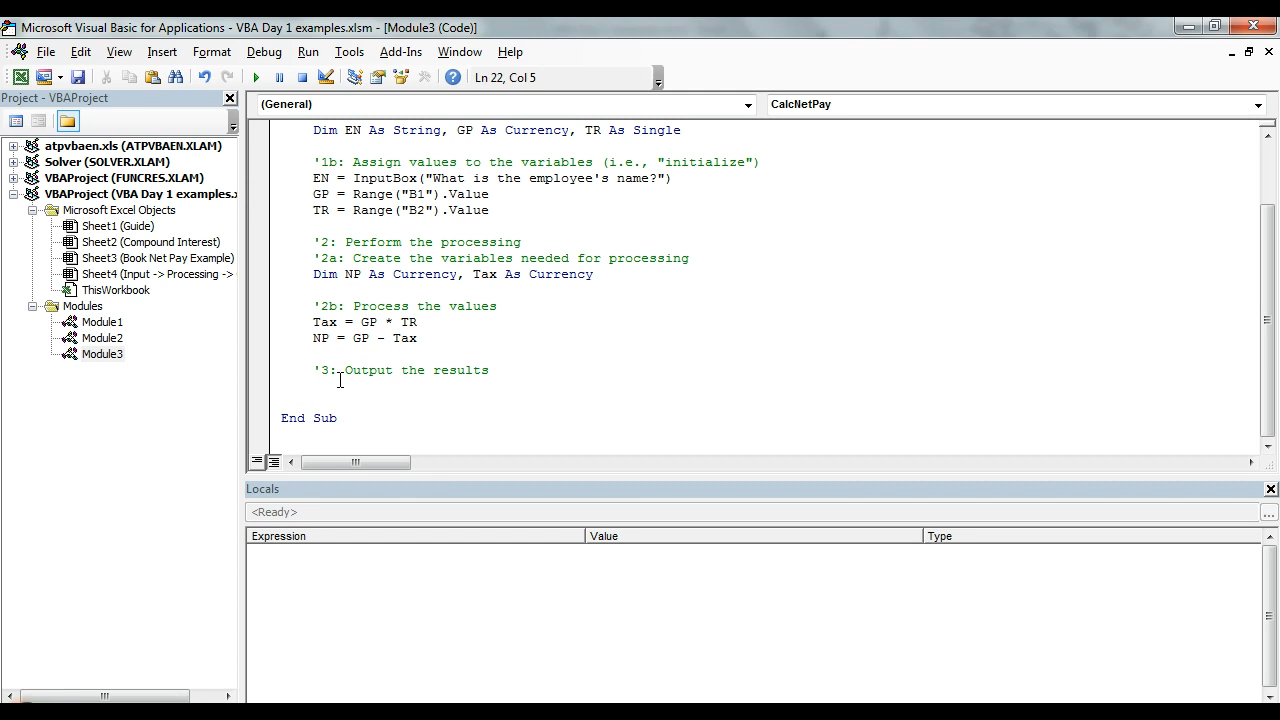 Microsoft Visual Basic for Applications - VBA Day 1 examples.xlsm - [Module3 (Code)]
File Edit View Insert Format Debug Run Tools Add-Ins Window Help
Ln 22, Col 5
Project - VBAProject
(General) CalcNetPay
atpvbaen.xls (ATPVBAEN.XLAM)
Solver (SOLVER.XLAM)
VBAProject (FUNCRES.XLAM)
VBAProject (VBA Day 1 examples.x
Microsoft Excel Objects
Sheet1 (Guide)
Sheet2 (Compound Interest)
Sheet3 (Book Net Pay Example)
Sheet4 (Input -> Processing ->
ThisWorkbook
Modules
Module1
Module2
Module3
Dim EN As String, GP As Currency, TR As Single
'1b: Assign values to the variables (i.e., "initialize")
EN = InputBox("What is the employee's name?")
GP = Range("B1").Value
TR = Range("B2").Value
'2: Perform the processing
'2a: Create the variables needed for processing
Dim NP As Currency, Tax As Currency
'2b: Process the values
Tax = GP * TR
NP = GP - Tax
'3: Output the results
End Sub
Locals
<Ready>
...
Expression Value Type